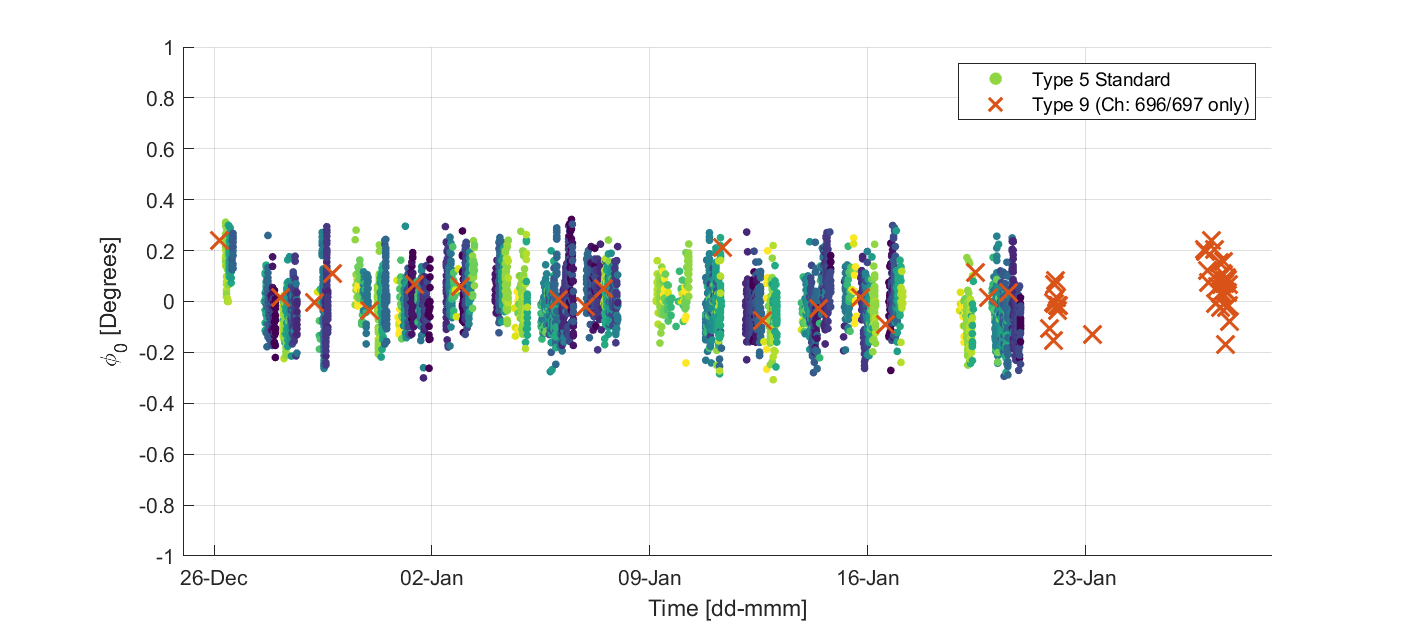 1
0.8
0.6
0.4
0.2
0
-0.2
-0.4
-0.6
-0.8
-1
ϕ0 [Degrees]
Type 5 Standard
Type 9 (Ch: 696/697 only)
26-Dec
02-Jan
09-Jan
16-Jan
23-Jan
Time [dd-mmm]